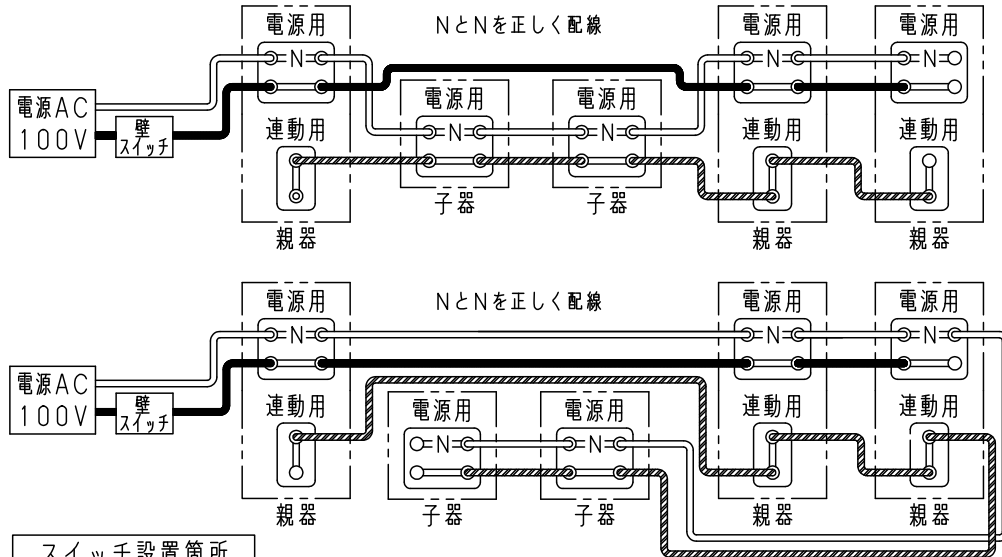 電源用
NとNを正しく配線
電源用
電源用
N
N
N
電源AC
100V
壁
スイッチ
連動用
電源用
N
電源用
N
連動用
連動用
子器
子器
親器
親器
親器
電源用
NとNを正しく配線
電源用
電源用
N
N
N
電源AC
100V
壁
スイッチ
連動用
電源用
N
電源用
N
連動用
連動用
親器
子器
子器
親器
親器
スイッチ設置箇所